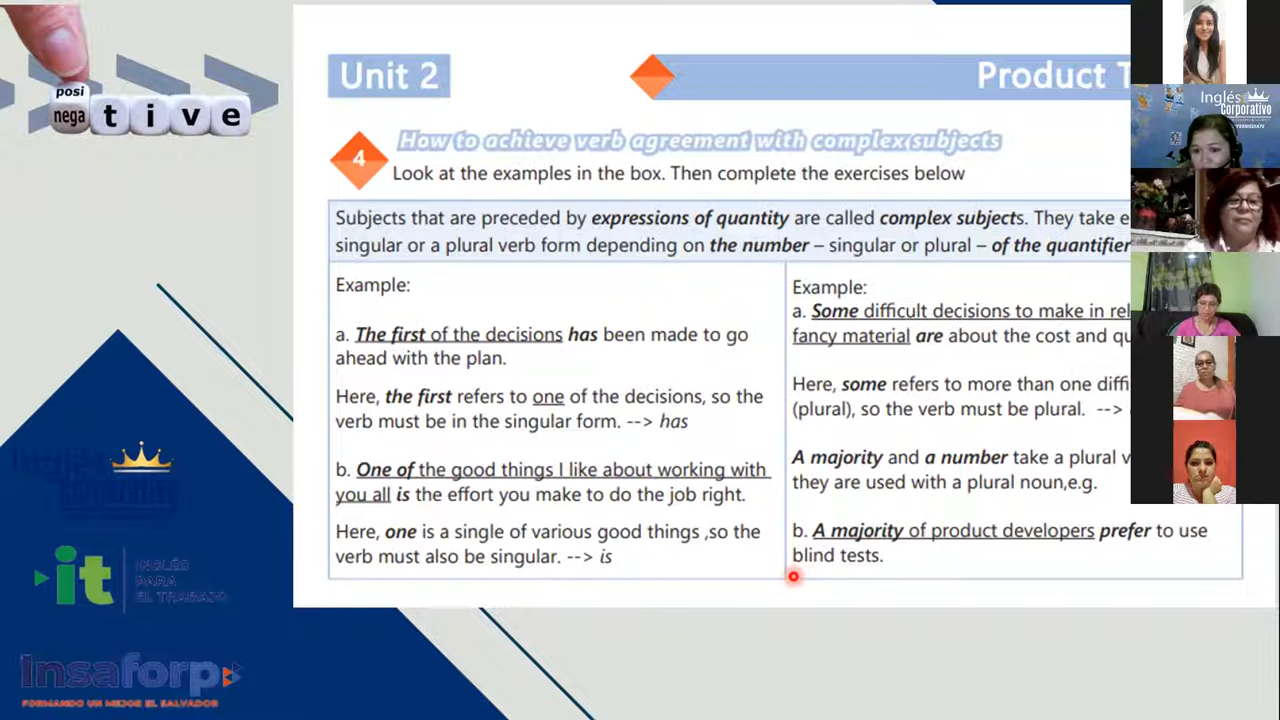 posi
nega t i v e
Unit 2
Product T
Inglés
Corporativo
4
How to achieve verb agreement with complex subjects
Look at the examples in the box. Then complete the exercises below
Subjects that are preceded by expressions of quantity are called complex subjects. They take e
singular or a plural verb form depending on the number – singular or plural – of the quantifier
Example:
a. The first of the decisions has been made to go
ahead with the plan.
Here, the first refers to one of the decisions, so the
verb must be in the singular form. --> has
b. One of the good things I like about working with
you all is the effort you make to do the job right.
Here, one is a single of various good things ,so the
verb must also be singular. --> is
Example:
a. Some difficult decisions to make in rel
fancy material are about the cost and qu
Here, some refers to more than one diffi
(plural), so the verb must be plural. -->
A majority and a number take a plural v
they are used with a plural noun,e.g.
b. A majority of product developers prefer to use
blind tests.
Inglés
Corporativo
it
INGLÉS
PARA
EL TRABAJO
Insaforp
FORMANDO UN MEJOR EL SALVADOR